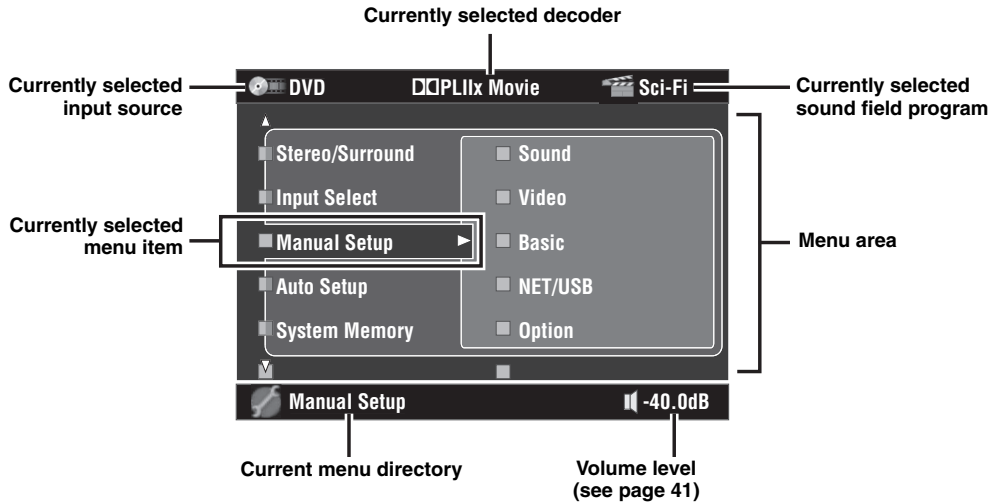 Currently selected decoder
Currently selected
input source
DVD
PLIIx Movie
Sci-Fi
Currently selected
sound field program
Stereo/Surround
Sound
Input Select
Video
Currently selected
menu item
Manual Setup
Basic
Menu area
Auto Setup
NET/USB
System Memory
Option
Manual Setup
-40.0dB
Current menu directory
Volume level
(see page 41)